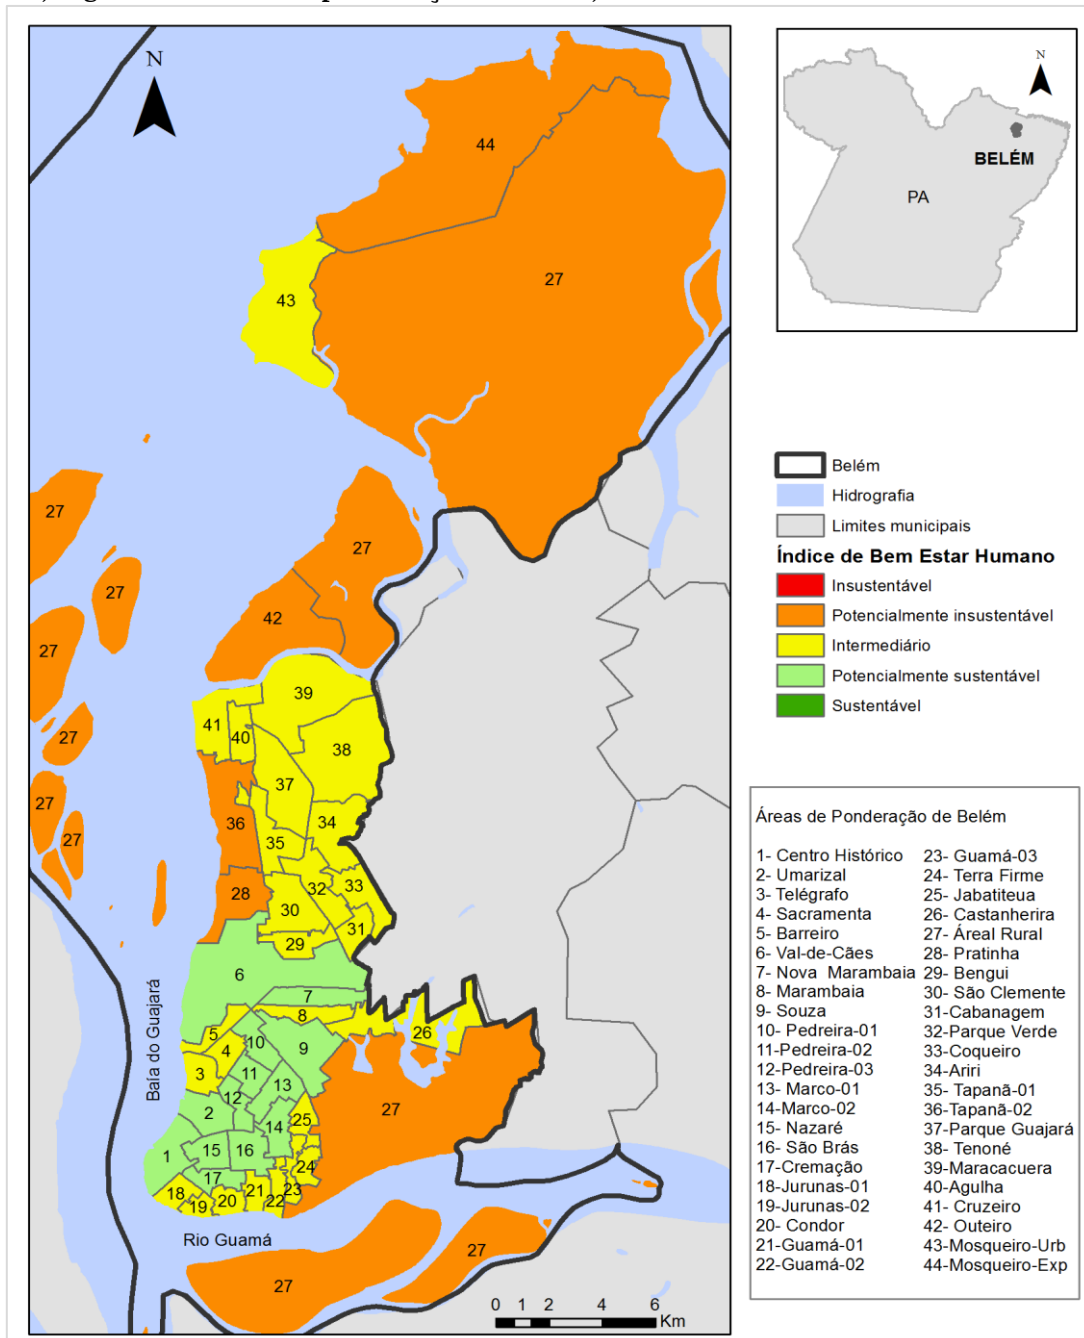 N
44
43
27
27
27
42
27
27
27
27
27
39
41
40
38
37
36
34
35
28
32
33
30
31
29
6
7
8
26
5
4
10
9
3
11
13
12
27
2
25
14
15
16
1
24
17
18
21
23
20
22
19
Baía do Guajará
Rio Guamá
27
27
0 1 2 4 6
Km
N
BELÉM
PA
Belém
Hidrografia
Limites municipais
Índice de Bem Estar Humano
Insustentável
Potencialmente insustentável
Intermediário
Potencialmente sustentável
Sustentável
Áreas de Ponderação de Belém
1- Centro Histórico
2- Umarizal
3- Telégrafo
4- Sacramenta
5- Barreiro
6- Val-de-Cães
7- Nova Marambaia
8- Marambaia
9- Souza
10- Pedreira-01
11-Pedreira-02
12-Pedreira-03
13- Marco-01
14-Marco-02
15- Nazaré
16- São Brás
17-Cremação
18-Jurunas-01
19-Jurunas-02
20- Condor
21-Guamá-01
22-Guamá-02
23- Guamá-03
24- Terra Firme
25- Jabatiteua
26- Castanherira
27- Áreal Rural
28- Pratinha
29- Bengui
30- São Clemente
31-Cabanagem
32-Parque Verde
33-Coqueiro
34-Ariri
35- Tapanã-01
36-Tapanã-02
37-Parque Guajará
38- Tenoné
39-Maracacuera
40-Agulha
41- Cruzeiro
42- Outeiro
43-Mosqueiro-Urb
44-Mosqueiro-Exp